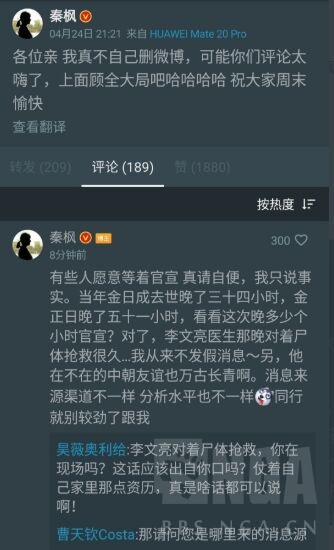 秦枫
04月24日 21:21 来自 HUAWEI Mate 20 Pro
各位亲 我真不自己删微博，可能你们评论太
嗨了，上面顾全大局吧哈哈哈哈 祝大家周末
愉快
查看翻译
转发 (209) 评论 (189) 赞 (1880)
按热度
秦枫 博主 300
8分钟前
有些人愿意等着官宣 真请自便，我只说事
实。当年金日成去世晚了三十四小时，金
正日晚了五十一小时，看看这次晚多少个
小时官宣？对了，李文亮医生那晚对着尸
体抢救很久...我从来不发假消息～另，他
在不在的中朝友谊也万古长青啊。消息来
源渠道不一样 分析水平也不一样 同行
就别较劲了跟我
昊薇奥利给:李文亮对着尸体抢救，你在
现场吗？这话应该出自你口吗？仗着自
己家里那点资历，真是啥话都可以说
啊！
曹天钦Costa:那请问您是哪里来的消息源
NGA
BBS.NGA.CN